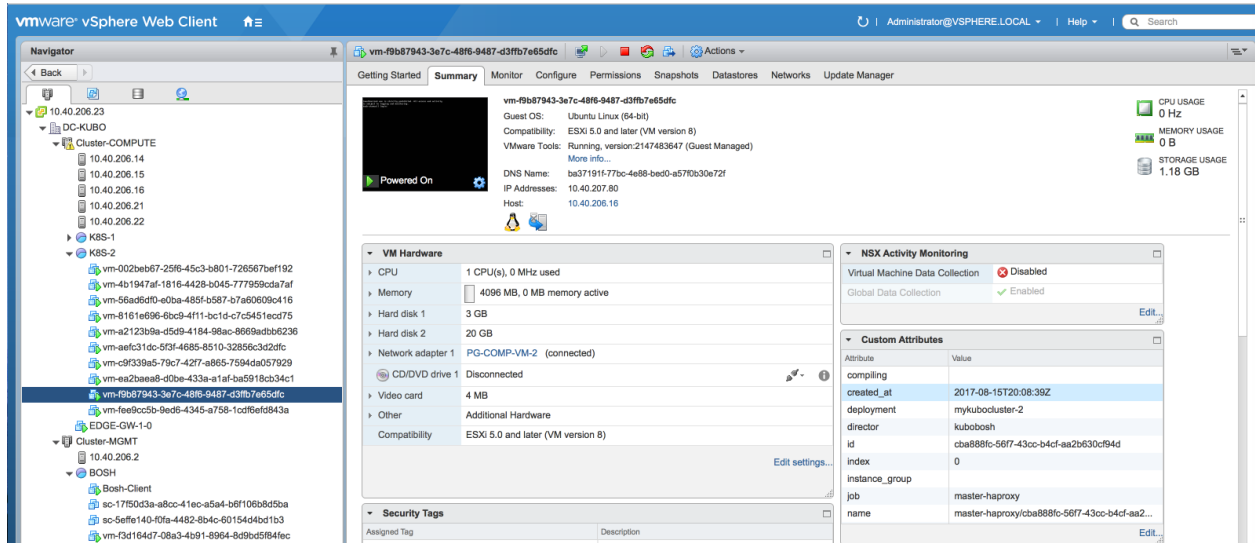 vmware® vSphere Web Client
Administrator@VSPHERE.LOCAL | Help | Search
Navigator
Back
10.40.206.23
DC-KUBO
Cluster-COMPUTE
10.40.206.14
10.40.206.15
10.40.206.16
10.40.206.21
10.40.206.22
K8S-1
K8S-2
vm-002beb67-25f6-45c3-b801-726567bef192
vm-4b1947af-1816-4428-b045-777959cda7af
vm-56ad6df0-e0ba-485f-b587-b7a60609c416
vm-8161e696-6bc9-4f11-bc1d-c7c5451ecd75
vm-a2123b9a-d5d9-4184-98ac-8669adbb6236
vm-aefc31dc-5f3f-4685-8510-32856c3d2dfc
vm-c9f339a5-79c7-42f7-a865-7594da057929
vm-ea2baea8-d0be-433a-a1af-ba5918cb34c1
vm-f9b87943-3e7c-48f6-9487-d3ffb7e65dfc
vm-fee9cc5b-9ed6-4345-a758-1cdf6efd843a
EDGE-GW-1-0
Cluster-MGMT
10.40.206.2
BOSH
Bosh-Client
sc-17f50d3a-a8cc-41ec-a5a4-b6f106b8d5ba
sc-5effe140-f0fa-4482-8b4c-60154d4bd1b3
vm-f3d164d7-08a3-4b91-8964-8d9bd5f84fec
vm-f9b87943-3e7c-48f6-9487-d3ffb7e65dfc Actions
Getting Started Summary Monitor Configure Permissions Snapshots Datastores Networks Update Manager
Powered On
vm-f9b87943-3e7c-48f6-9487-d3ffb7e65dfc
Guest OS: Ubuntu Linux (64-bit)
Compatibility: ESXi 5.0 and later (VM version 8)
VMware Tools: Running, version:2147483647 (Guest Managed)
More info...
DNS Name: ba37191f-77bc-4e88-bed0-a57f0b30e72f
IP Addresses: 10.40.207.80
Host: 10.40.206.16
CPU USAGE
0 Hz
MEMORY USAGE
0 B
STORAGE USAGE
1.18 GB
VM Hardware
CPU 1 CPU(s), 0 MHz used
Memory 4096 MB, 0 MB memory active
Hard disk 1 3 GB
Hard disk 2 20 GB
Network adapter 1 PG-COMP-VM-2 (connected)
CD/DVD drive 1 Disconnected
Video card 4 MB
Other Additional Hardware
Compatibility ESXi 5.0 and later (VM version 8)
Edit settings...
Security Tags
Assigned Tag Description
NSX Activity Monitoring
Virtual Machine Data Collection Disabled
Global Data Collection Enabled
Edit...
Custom Attributes
Attribute Value
compiling
created_at 2017-08-15T20:08:39Z
deployment mykubocluster-2
director kubobosh
id cba888fc-56f7-43cc-b4cf-aa2b630cf94d
index 0
instance_group
job master-haproxy
name master-haproxy/cba888fc-56f7-43cc-b4cf-aa2...
Edit...